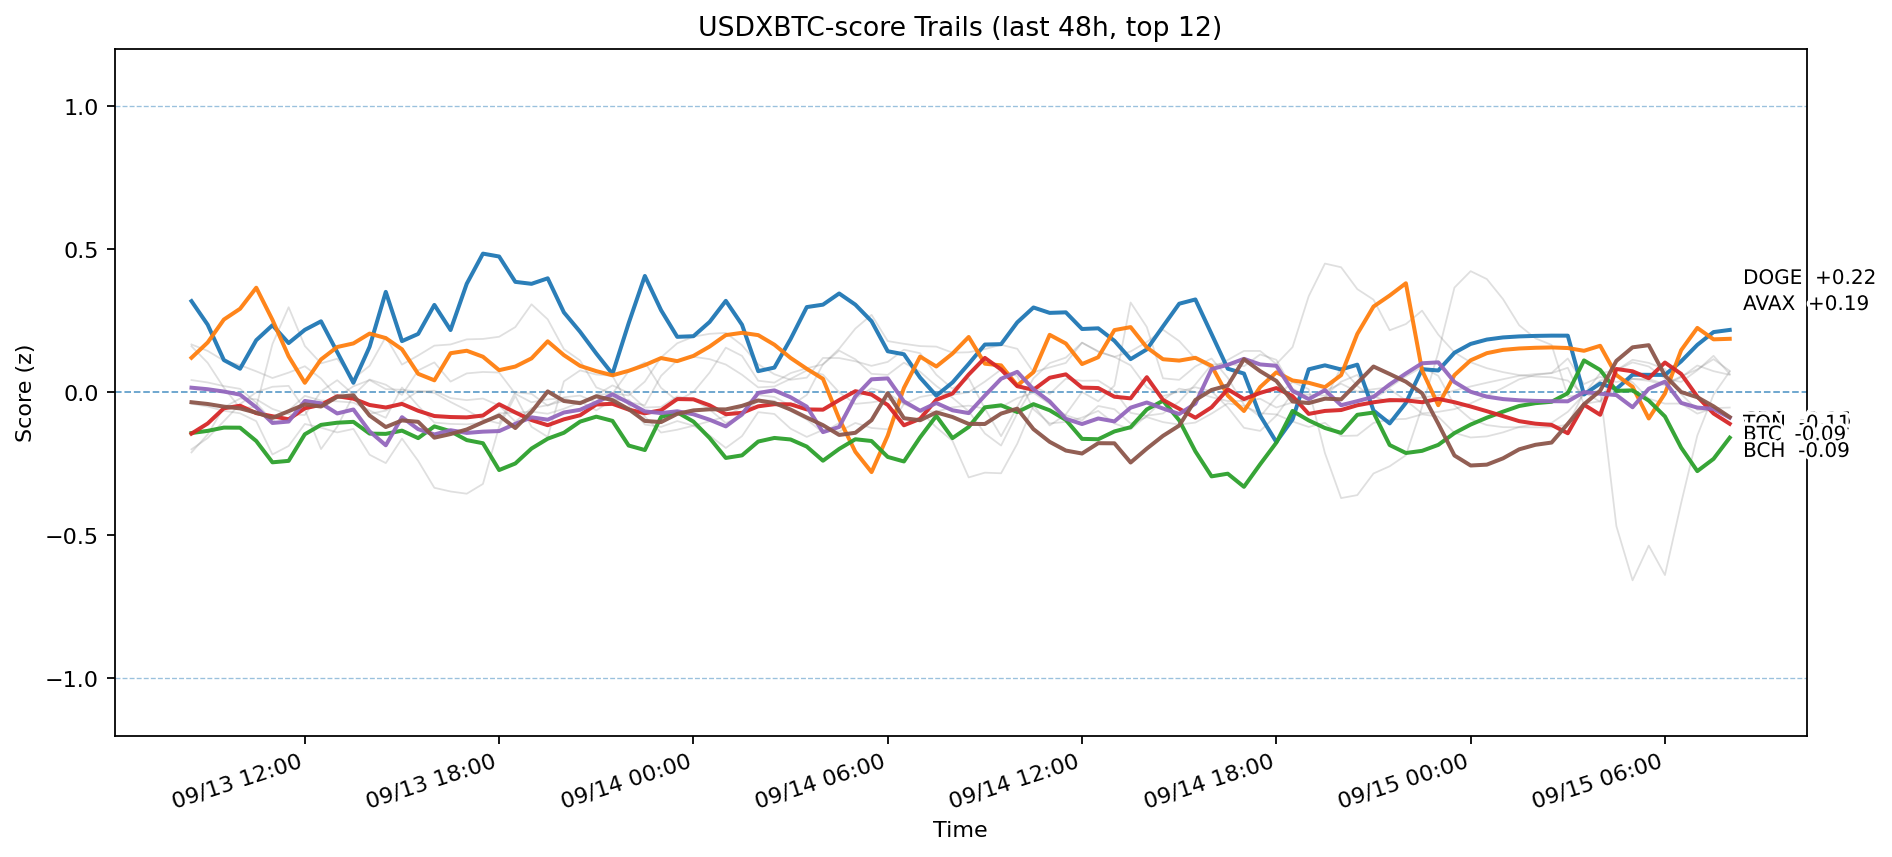 USDXBTC-score Trails (last 48h, top 12)
Score (z)
1.0
0.5
0.0
−0.5
−1.0
DOGE +0.22
AVAX +0.19
TON -0.11
BTC -0.09
BCH -0.09
09/13 12:00
09/13 18:00
09/14 00:00
09/14 06:00
09/14 12:00
09/14 18:00
09/15 00:00
09/15 06:00
Time